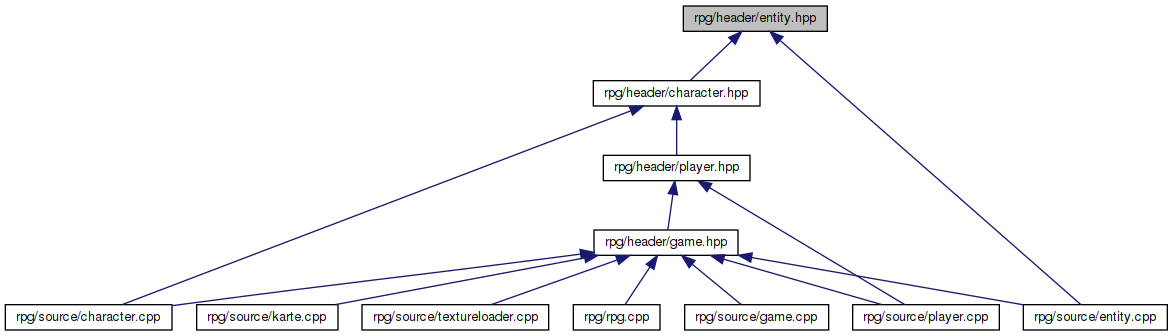 rpg/header/entity.hpp
rpg/header/character.hpp
rpg/header/player.hpp
rpg/header/game.hpp
rpg/source/character.cpp
rpg/source/karte.cpp
rpg/source/textureloader.cpp
rpg/rpg.cpp
rpg/source/game.cpp
rpg/source/player.cpp
rpg/source/entity.cpp